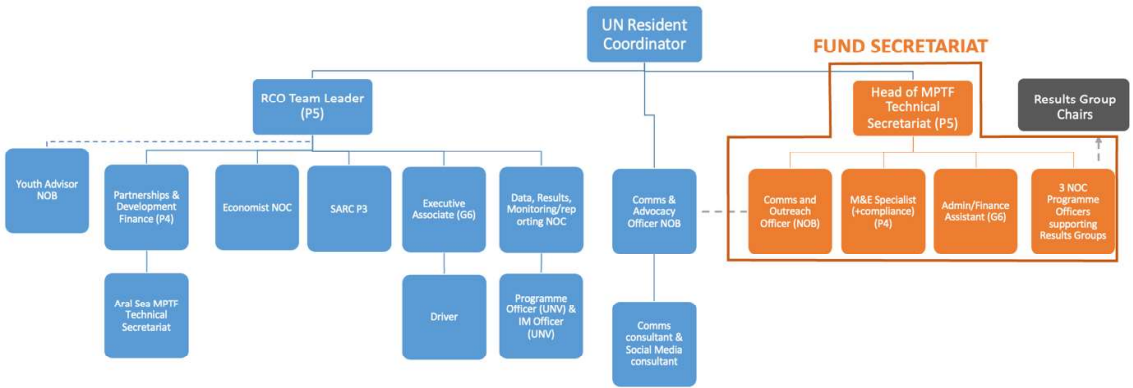 UN Resident
Coordinator
FUND SECRETARIAT
RCO Team Leader
(P5)
Head of MPTF
Technical
Secretariat (P5)
Results Group
Chairs
Youth Advisor
NOB
Partnerships &
Development
Finance (P4)
Economist NOC
SARC P3
Executive
Associate (G6)
Data, Results,
Monitoring/rep
orting NOC
Comms &
Advocacy
Officer NOB
Comms and
Outreach
Officer (NOB)
M&E Specialist
(+compliance)
(P4)
Admin/Finance
Assistant (G6)
3 NOC
Programme
Officers
supporting
Results Groups
Aral Sea MPTF
Technical
Secretariat
Driver
Programme
Officer (UNV) &
IM Officer
(UNV)
Comms
consultant &
Social Media
consultant